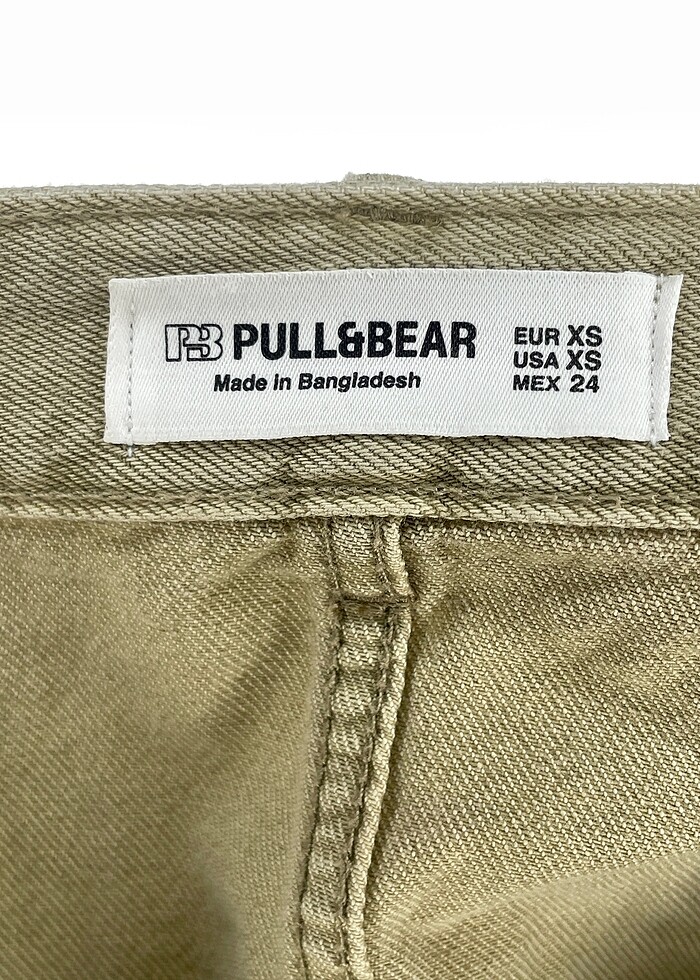 PB PULL&BEAR
Made in Bangladesh
EUR XS
USA XS
MEX 24